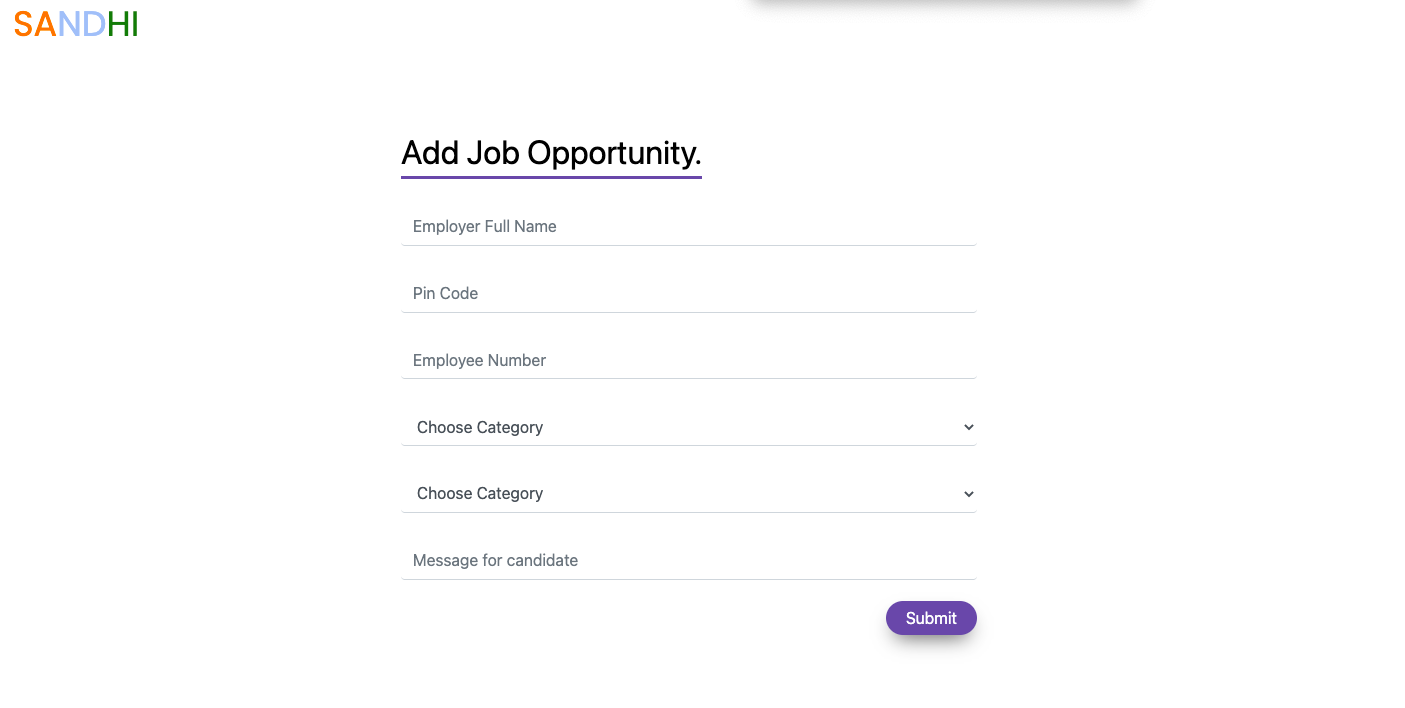 SANDHI
Add Job Opportunity.
Employer Full Name
Pin Code
Employee Number
Choose Category
Choose Category
Message for candidate
Submit